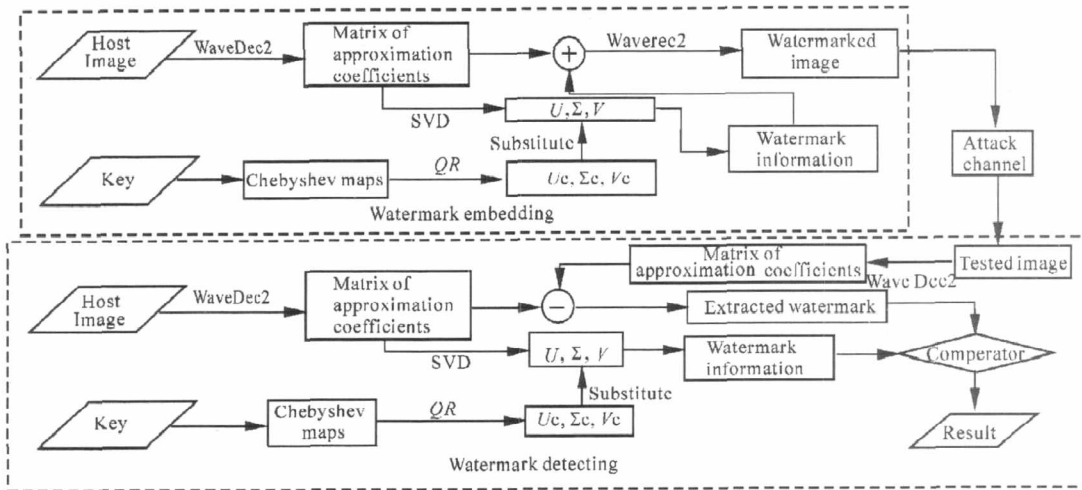 Host
Image
WaveDec2
Matrix of
approximation
coefficients
+
Waverec2
Watermarked
image
SVD
U,Σ,V
Substitute
Watermark
information
Attack
channel
Key
Chebyshev maps
QR
Uc, Σc, Vc
Watermark embedding
Matrix of
approximation coefficients
Tested image
Wave Dec2
Host
Image
WaveDec2
Matrix of
approximation
coefficients
−
Extracted watermark
SVD
U, Σ, V
Watermark
information
Comperator
Substitute
Key
Chebyshev
maps
QR
Uc, Σc, Vc
Result
Watermark detecting